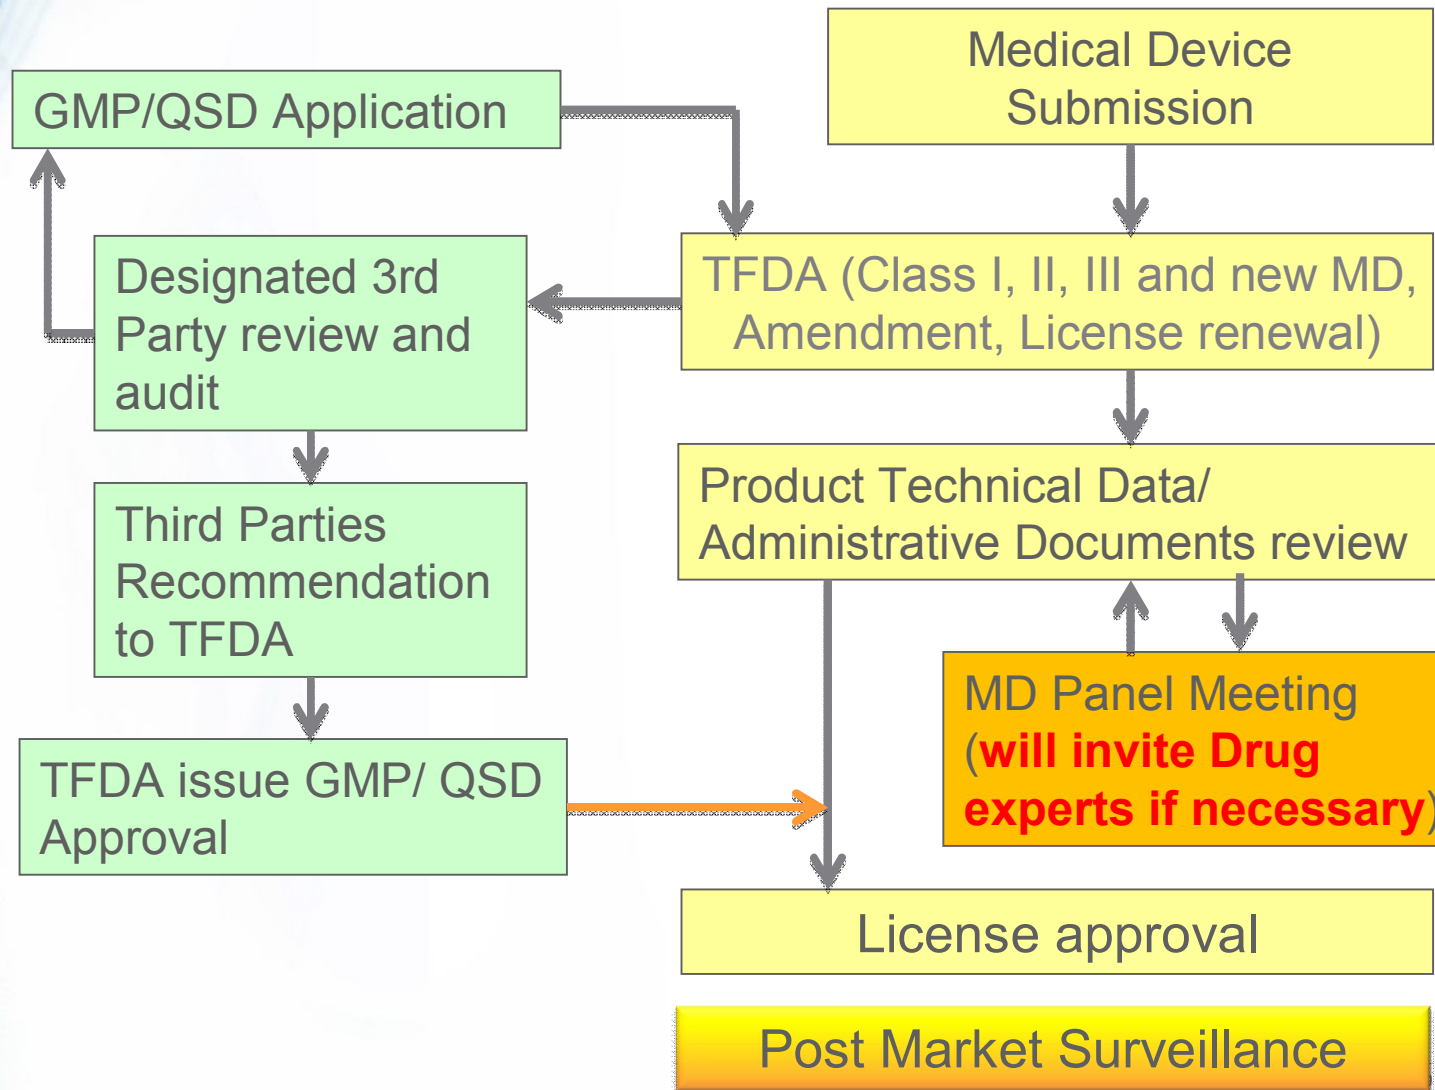 Medical Device
Submission
GMP/QSD Application
TFDA (Class I, II, III and new MD,
Amendment, License renewal)
Designated 3rd
Party review and
audit
Product Technical Data/
Administrative Documents review
Third Parties
Recommendation
to TFDA
MD Panel Meeting
(will invite Drug
experts if necessary)
TFDA issue GMP/ QSD
Approval
License approval
Post Market Surveillance